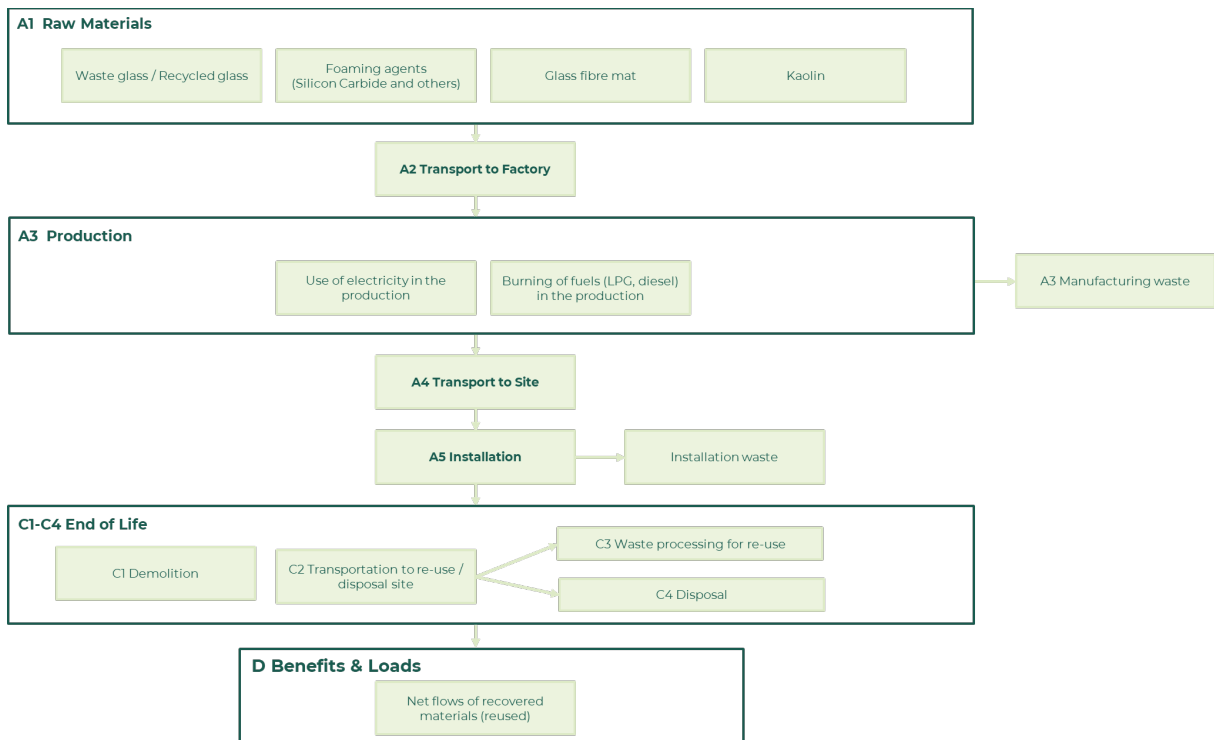 A1 Raw Materials
Waste glass / Recycled glass
Foaming agents
(Silicon Carbide and others)
Glass fibre mat
Kaolin
A2 Transport to Factory
A3 Production
Use of electricity in the
production
Burning of fuels (LPG, diesel)
in the production
A3 Manufacturing waste
A4 Transport to Site
A5 Installation
Installation waste
C1-C4 End of Life
C1 Demolition
C2 Transportation to re-use /
disposal site
C3 Waste processing for re-use
C4 Disposal
D Benefits & Loads
Net flows of recovered
materials (reused)